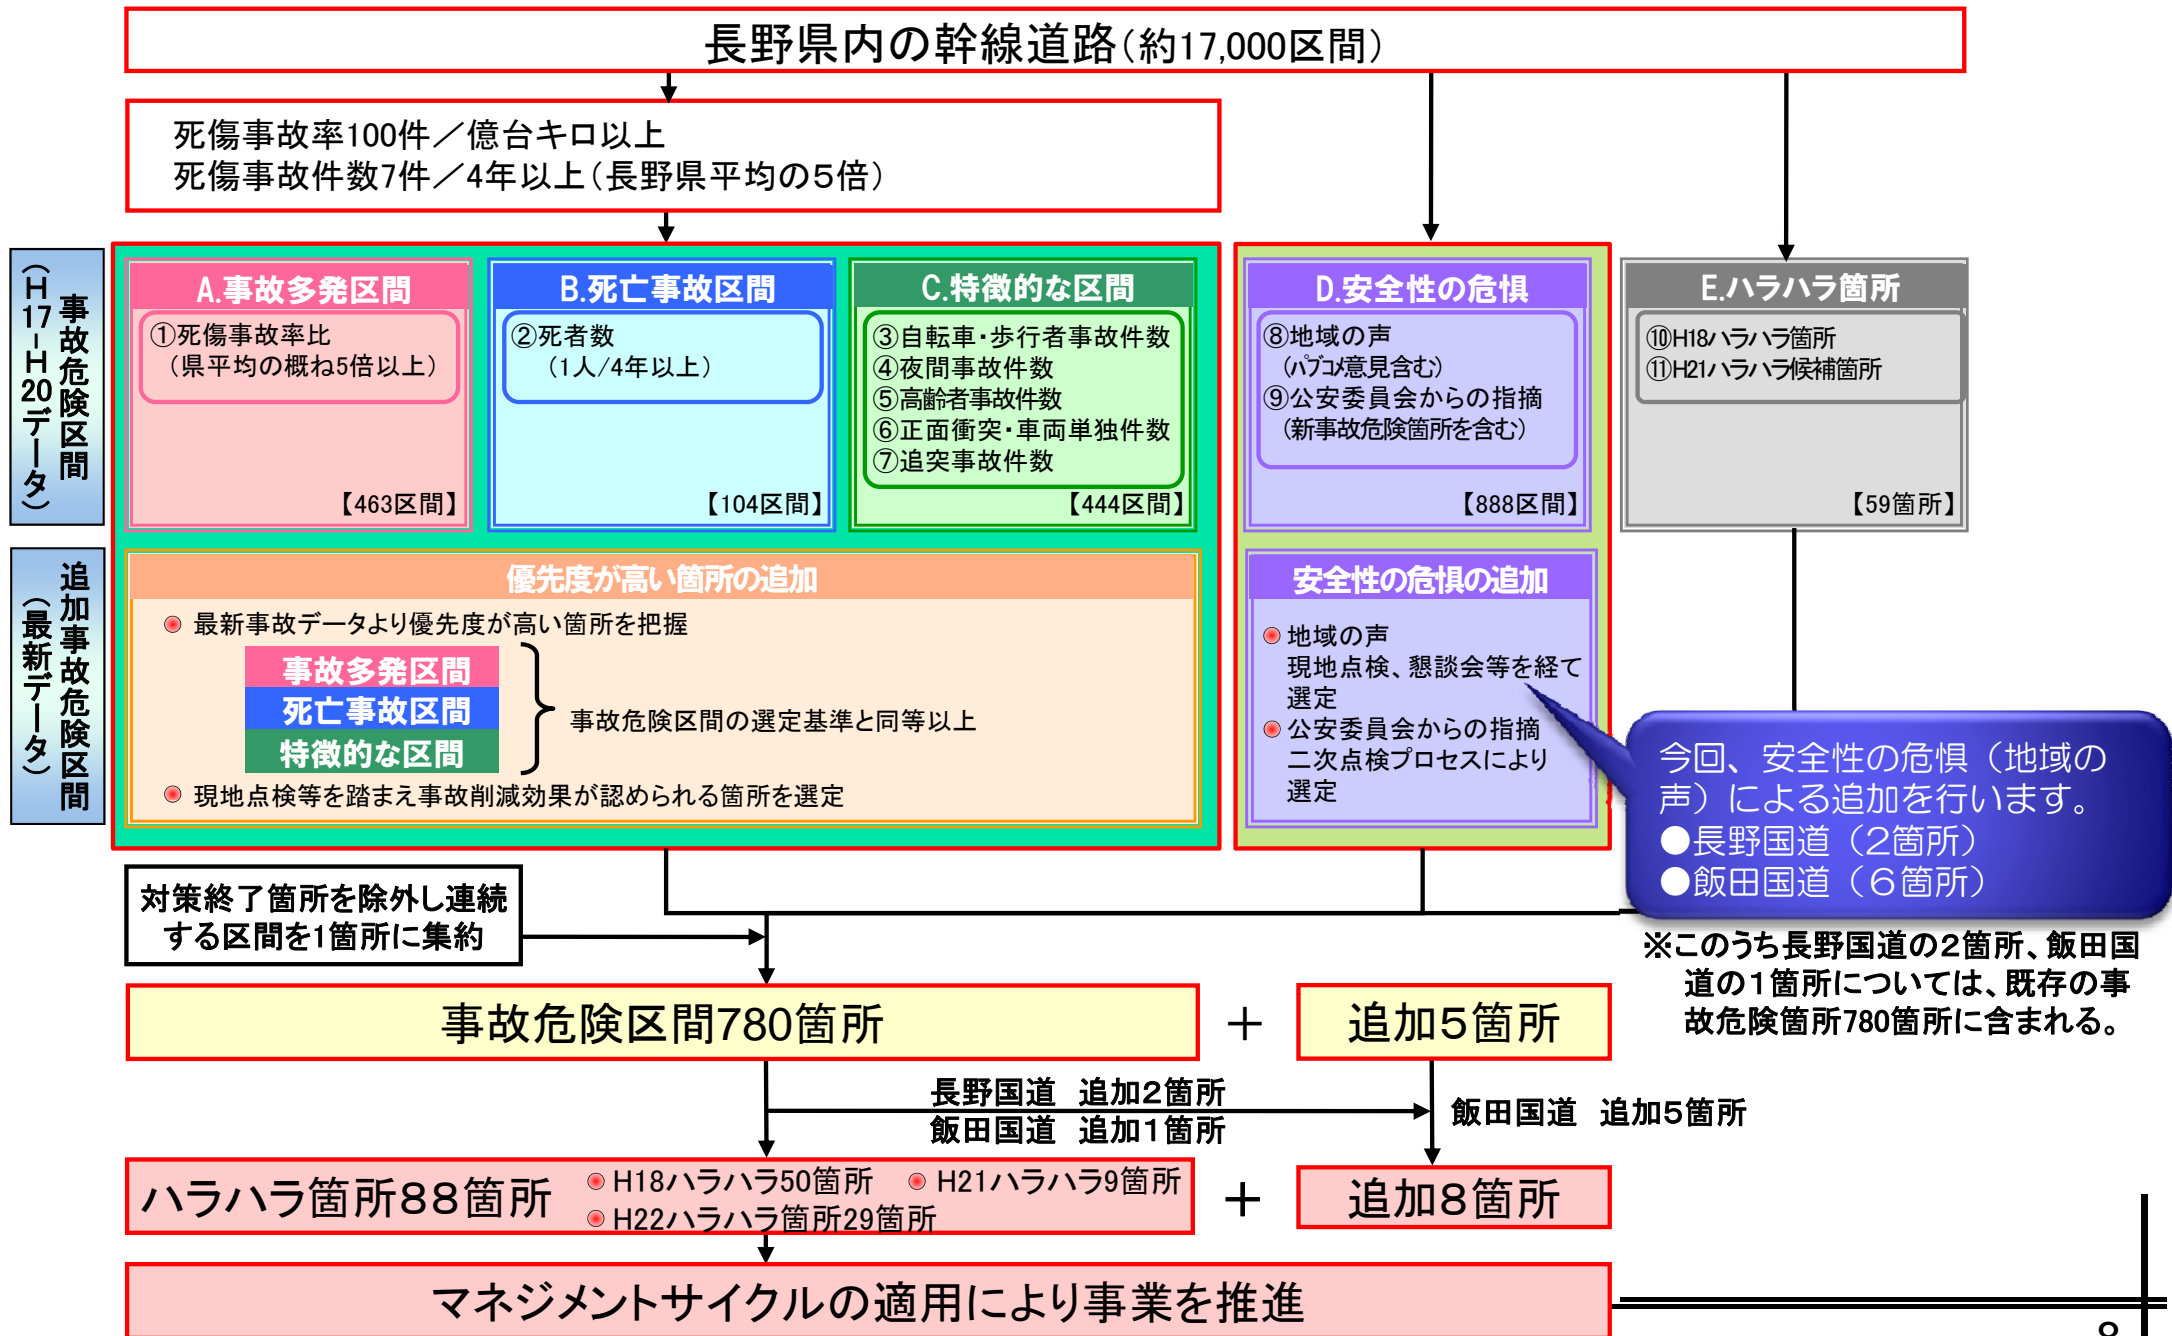 長野県内の幹線道路（約17,000区間）
死傷事故率100件／億台キロ以上
死傷事故件数7件／4年以上（長野県平均の５倍）
事故危険区間
（H17-H20データ）
A.事故多発区間
①死傷事故率比
（県平均の概ね5倍以上）
【463区間】
B.死亡事故区間
②死者数
（1人/4年以上）
【104区間】
C.特徴的な区間
③自転車・歩行者事故件数
④夜間事故件数
⑤高齢者事故件数
⑥正面衝突・車両単独件数
⑦追突事故件数
【444区間】
D.安全性の危惧
⑧地域の声
（パブコメ意見含む）
⑨公安委員会からの指摘
（新事故危険箇所を含む）
【888区間】
E.ハラハラ箇所
⑩H18ハラハラ箇所
⑪H21ハラハラ候補箇所
【59箇所】
追加事故危険区間
（最新データ）
優先度が高い箇所の追加
最新事故データより優先度が高い箇所を把握
事故多発区間
死亡事故区間
特徴的な区間
事故危険区間の選定基準と同等以上
現地点検等を踏まえ事故削減効果が認められる箇所を選定
安全性の危惧の追加
地域の声
現地点検、懇談会等を経て
選定
公安委員会からの指摘
二次点検プロセスにより
選定
今回、安全性の危惧（地域の
声）による追加を行います。
●長野国道（２箇所）
●飯田国道（６箇所）
※このうち長野国道の２箇所、飯田国
道の１箇所については、既存の事
故危険箇所780箇所に含まれる。
対策終了箇所を除外し連続
する区間を1箇所に集約
事故危険区間780箇所
＋
追加５箇所
長野国道　追加２箇所
飯田国道　追加１箇所
飯田国道　追加５箇所
ハラハラ箇所８８箇所
H18ハラハラ50箇所
H21ハラハラ9箇所
H22ハラハラ箇所29箇所
＋
追加８箇所
マネジメントサイクルの適用により事業を推進